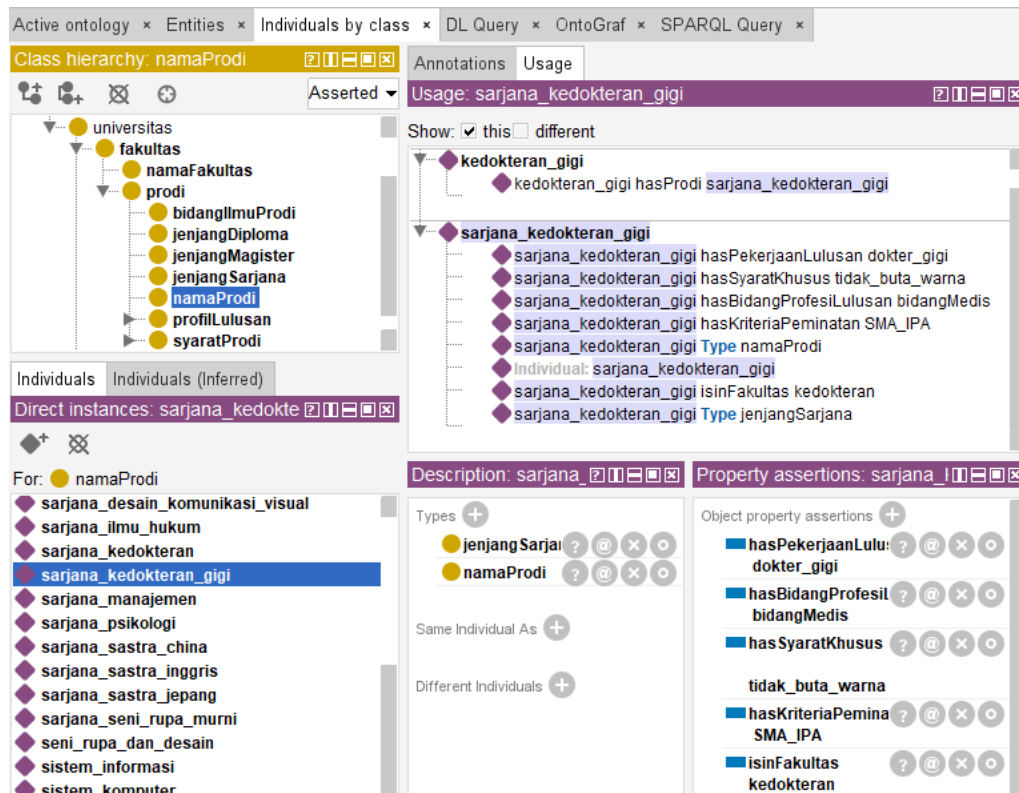 Active ontology × Entities × Individuals by class × DL Query × OntoGraf × SPARQL Query ×
Class hierarchy: namaProdi
Asserted
universitas
fakultas
namaFakultas
prodi
bidangIlmuProdi
jenjangDiploma
jenjangMagister
jenjangSarjana
namaProdi
profilLulusan
syaratProdi
Annotations Usage
Usage: sarjana_kedokteran_gigi
Show: this different
kedokteran_gigi
kedokteran_gigi hasProdi sarjana_kedokteran_gigi
sarjana_kedokteran_gigi
sarjana_kedokteran_gigi hasPekerjaanLulusan dokter_gigi
sarjana_kedokteran_gigi hasSyaratKhusus tidak_buta_warna
sarjana_kedokteran_gigi hasBidangProfesiLulusan bidangMedis
sarjana_kedokteran_gigi hasKriteriaPeminatan SMA_IPA
sarjana_kedokteran_gigi Type namaProdi
Individual: sarjana_kedokteran_gigi
sarjana_kedokteran_gigi isinFakultas kedokteran
sarjana_kedokteran_gigi Type jenjangSarjana
Individuals Individuals (Inferred)
Direct instances: sarjana_kedokte
For: namaProdi
sarjana_desain_komunikasi_visual
sarjana_ilmu_hukum
sarjana_kedokteran
sarjana_kedokteran_gigi
sarjana_manajemen
sarjana_psikologi
sarjana_sastra_china
sarjana_sastra_inggris
sarjana_sastra_jepang
sarjana_seni_rupa_murni
seni_rupa_dan_desain
sistem_informasi
sistem_komputer
Description: sarjana_
Types
jenjangSarja
namaProdi
Same Individual As
Different Individuals
Property assertions: sarjana_
Object property assertions
hasPekerjaanLulu
dokter_gigi
hasBidangProfesiL
bidangMedis
hasSyaratKhusus
tidak_buta_warna
hasKriteriaPemina
SMA_IPA
isinFakultas
kedokteran